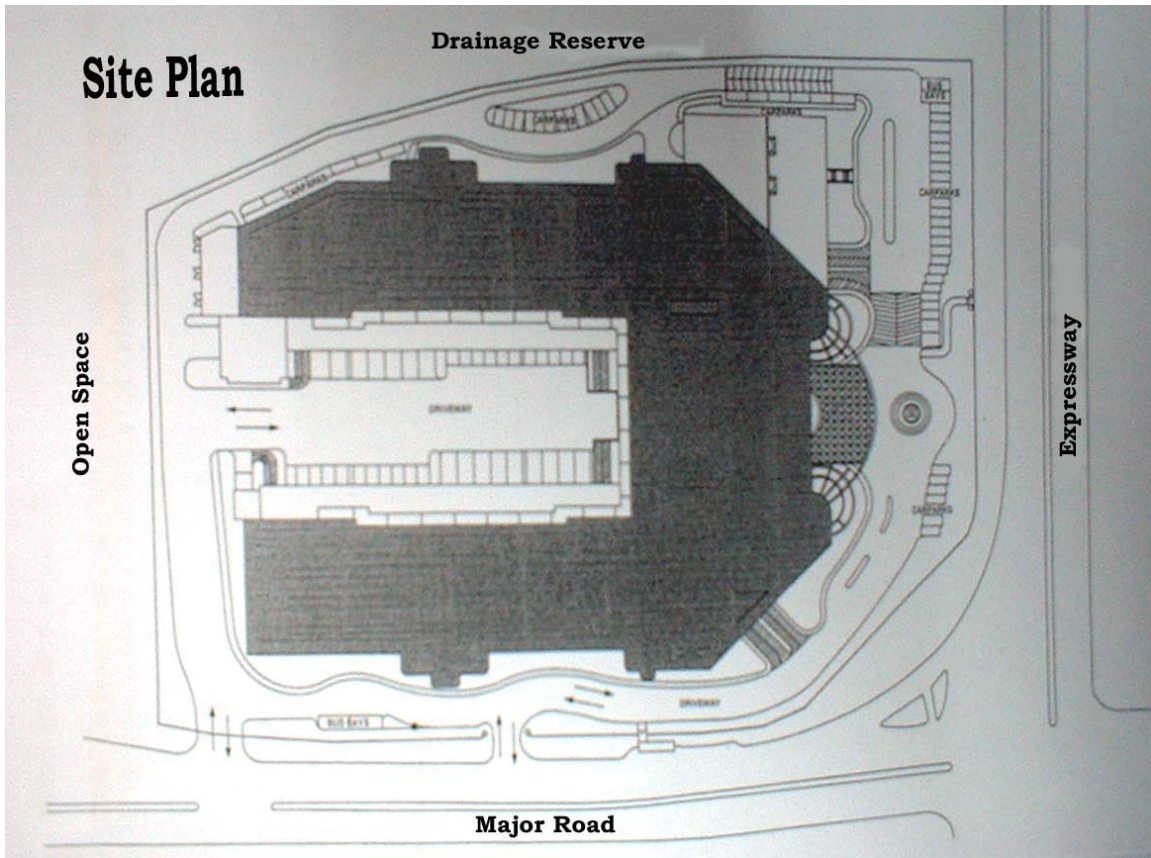 Drainage Reserve
Site Plan
BUS
BAYS
CARPARKS
CARPARKS
CARPARKS
CARPARKS
Open Space
DRIVEWAY
Expressway
CARPARKS
DRIVEWAY
BUS BAYS
Major Road